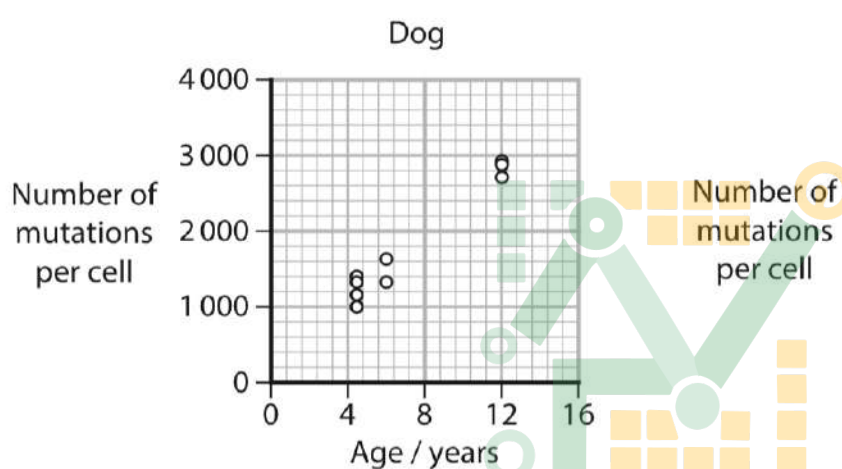 Dog
4 000
3 000
2 000
1 000
0
Number of
mutations
per cell
0 4 8 12 16
Age / years
Number of
mutations
per cell